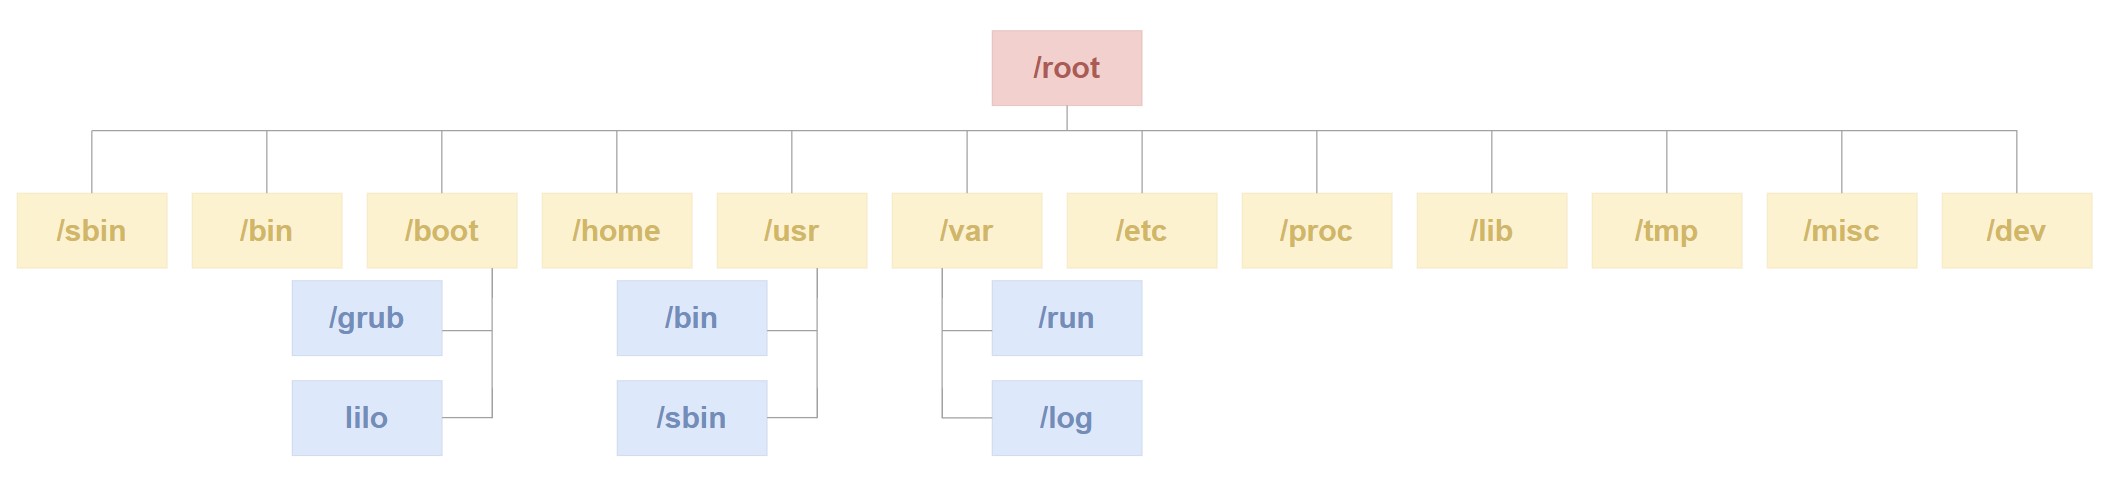 /root
/sbin
/bin
/boot
/home
/usr
/var
/etc
/proc
/lib
/tmp
/misc
/dev
/grub
/bin
/run
lilo
/sbin
/log